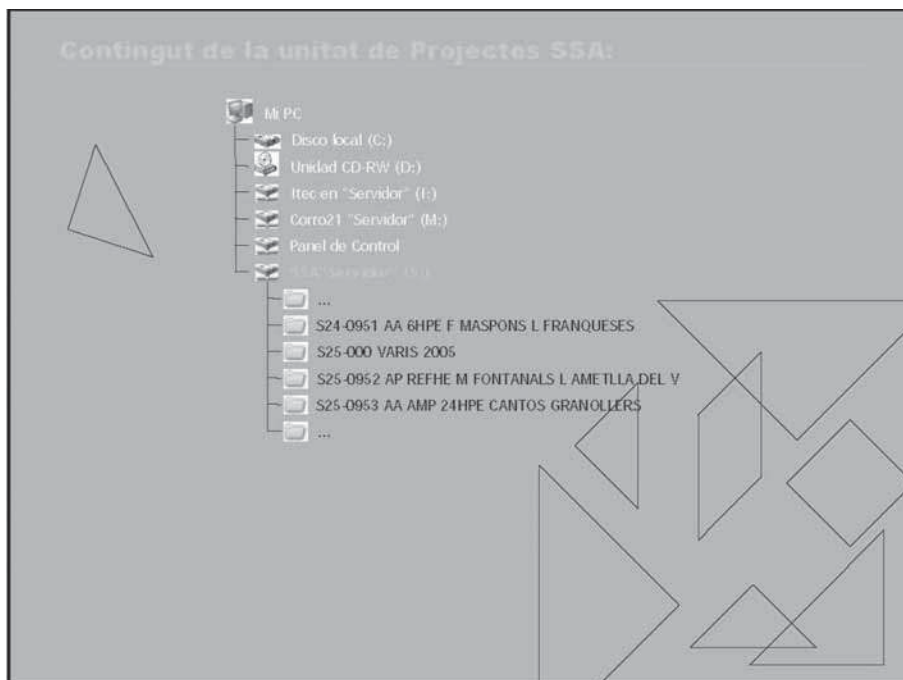 Contingut de la unitat de Projectes SSA:
Mi PC
Disco local (C:)
Unidad CD-RW (D:)
Itec en "Servidor" (I:)
Corro21 "Servidor" (M:)
Panel de Control
SSA "Servidor" (S:)
...
S24-0951 AA 6HPE F MASPONS L FRANQUESES
S25-000 VARIS 2005
S25-0952 AP REFHE M FONTANALS L AMETLLA DEL V
S25-0953 AA AMP 24HPE CANTOS GRANOLLERS
...